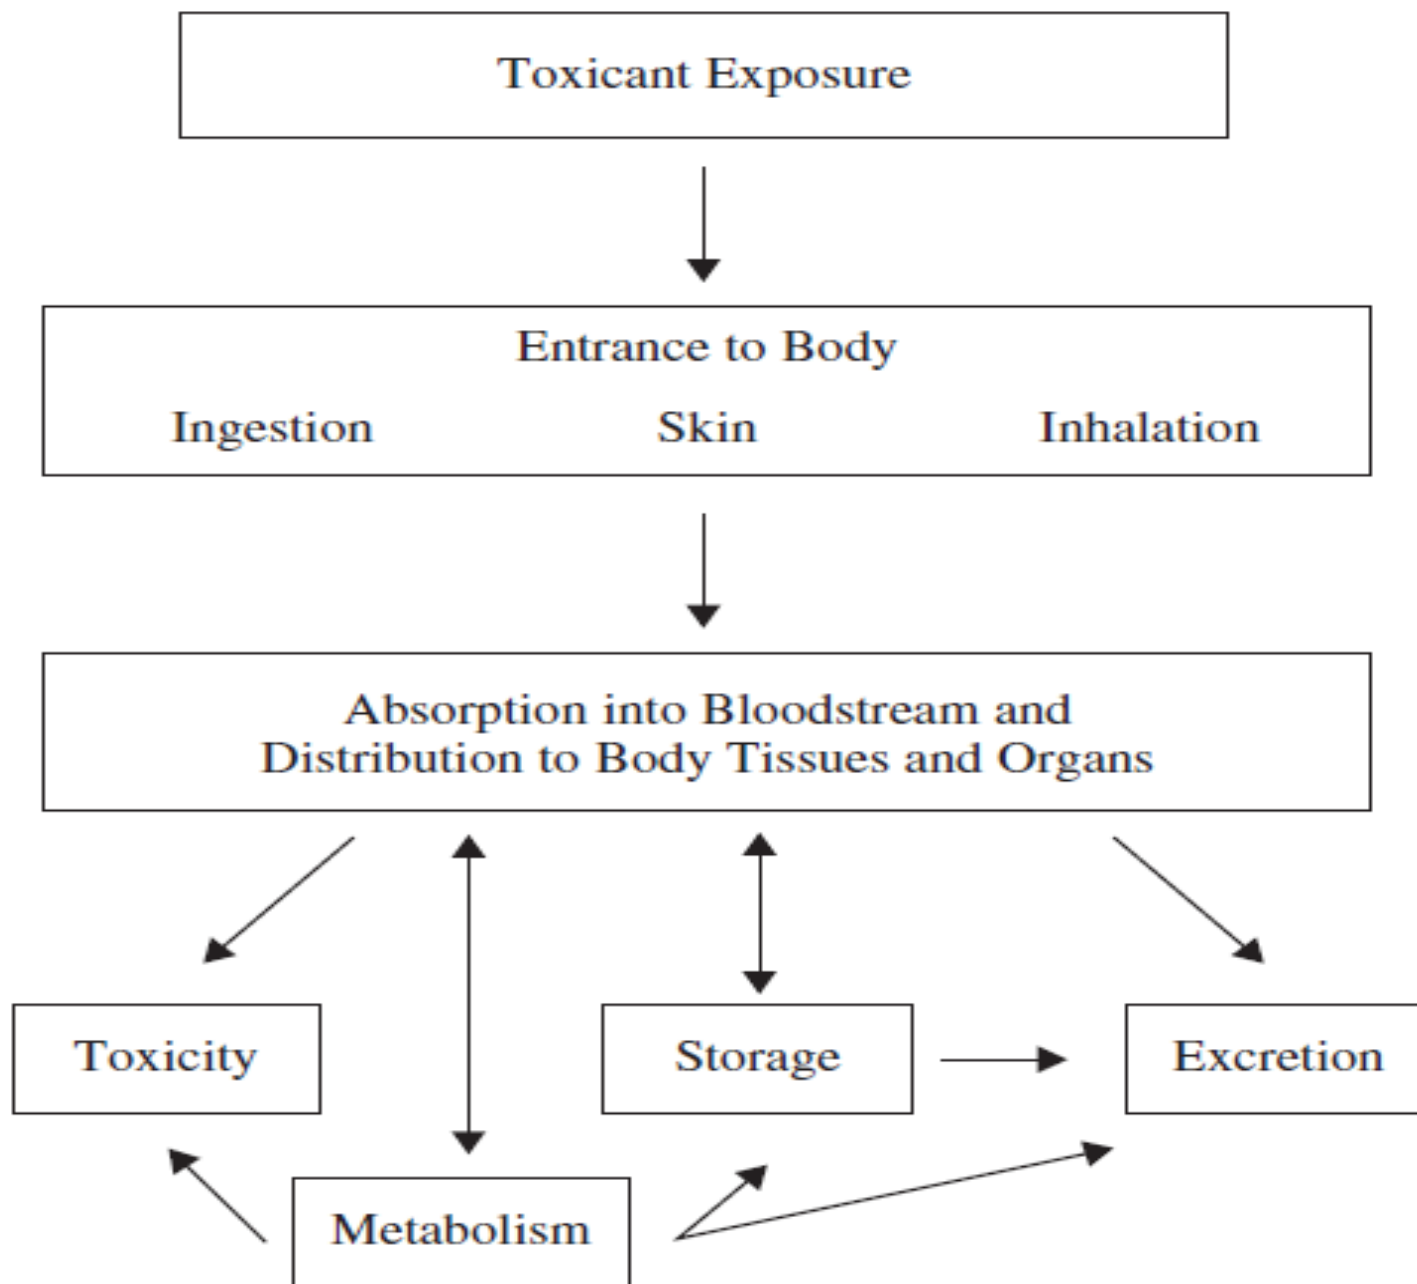 Toxicant Exposure
Entrance to Body
Ingestion Skin Inhalation
Absorption into Bloodstream and
Distribution to Body Tissues and Organs
Toxicity Storage Excretion
Metabolism